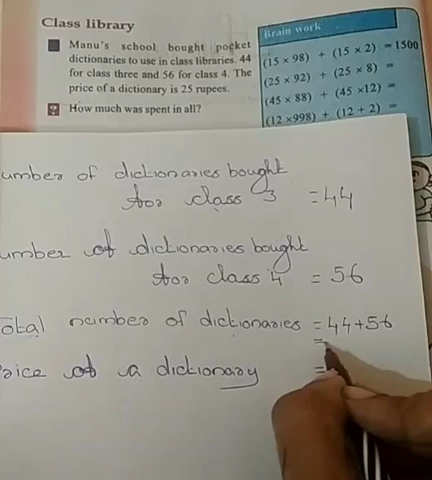 Class library
Manu's school bought pocket
dictionaries to use in class libraries. 44
for class three and 56 for class 4. The
price of a dictionary is 25 rupees.
How much was spent in all?
Brain work
(15 × 98) + (15 × 2) = 1500
(25 × 92) + (25 × 8) =
(45 × 88) + (45 ×12) =
(12 ×998) + (12 + 2) =
umber of dictionaries bought
for class 3 = 44
umber of dictionaries bought
for class 4 = 56
otal number of dictionaries = 44+56
=
rice of a dictionary =